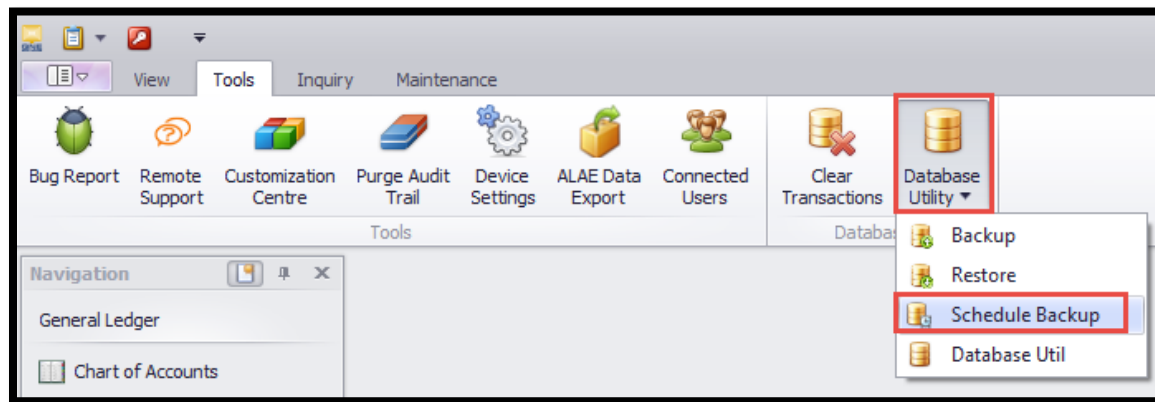 View Tools Inquiry Maintenance
Bug Report Remote Support Customization Centre Purge Audit Trail Device Settings ALAE Data Export Connected Users Clear Transactions Database Utility
Tools
Backup
Restore
Schedule Backup
Database Util
Navigation
General Ledger
Chart of Accounts